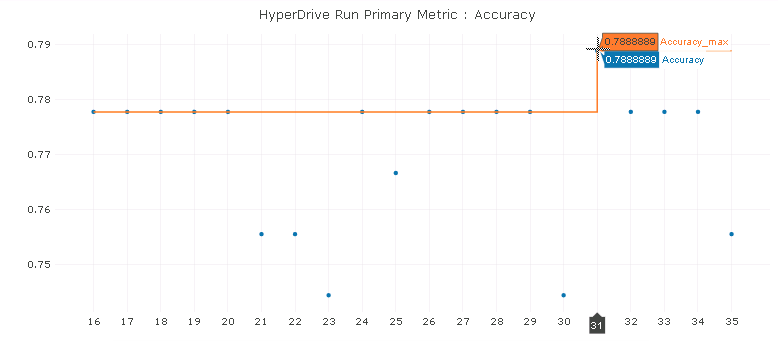 HyperDrive Run Primary Metric : Accuracy
0.79
0.7888889 Accuracy_max
0.7888889 Accuracy
0.78
0.77
0.76
0.75
16 17 18 19 20 21 22 23 24 25 26 27 28 29 30 31 32 33 34 35